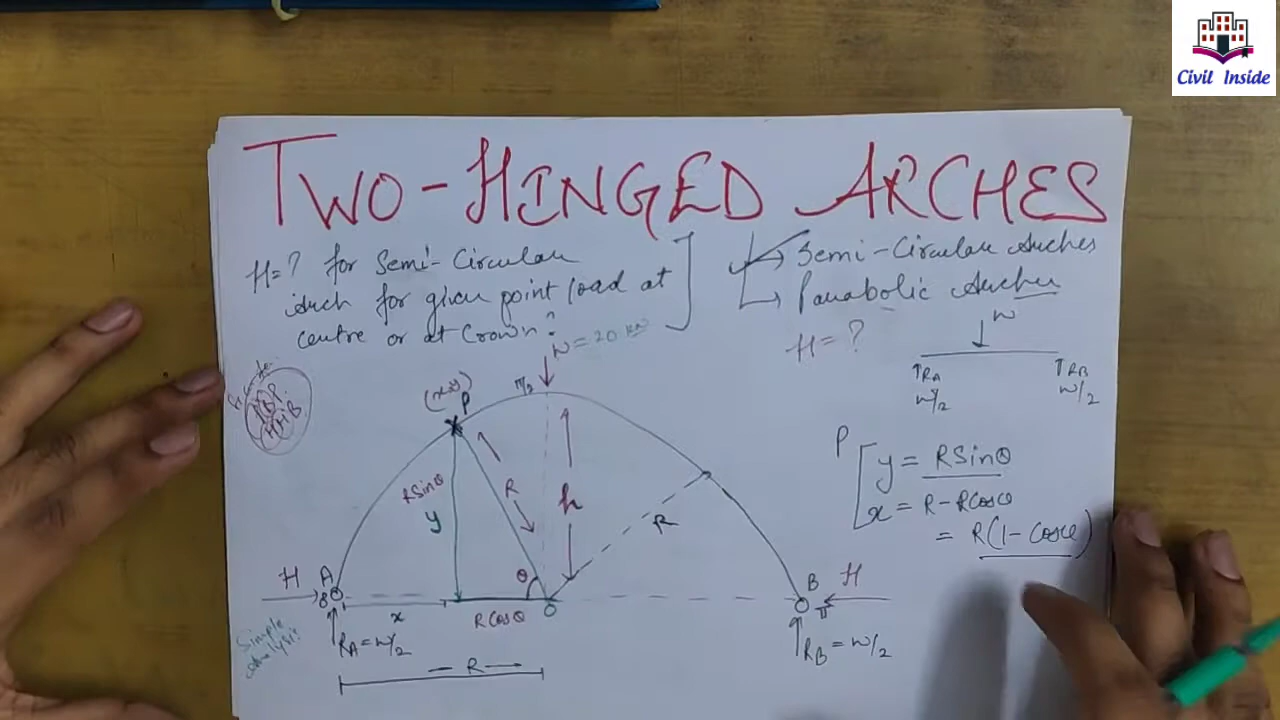 Civil Inside
TWO-HINGED ARCHES
H=? for Semi-Circular
Arch for given point load at
centre or at Crown?
Semi-Circular Arches
Parabolic Arches
H=?
W
↑RA
W/2
↑RB
W/2
W = 20 kN
π/2
(x,y)
P
RSinθ
y
R
h
R
θ
O
RCosθ
H
A
x
RA = W/2
R
Simple
analysis
B
H
π
RB = W/2
P
y = RSinθ
x = R-RCosθ
= R(1-Cosθ)